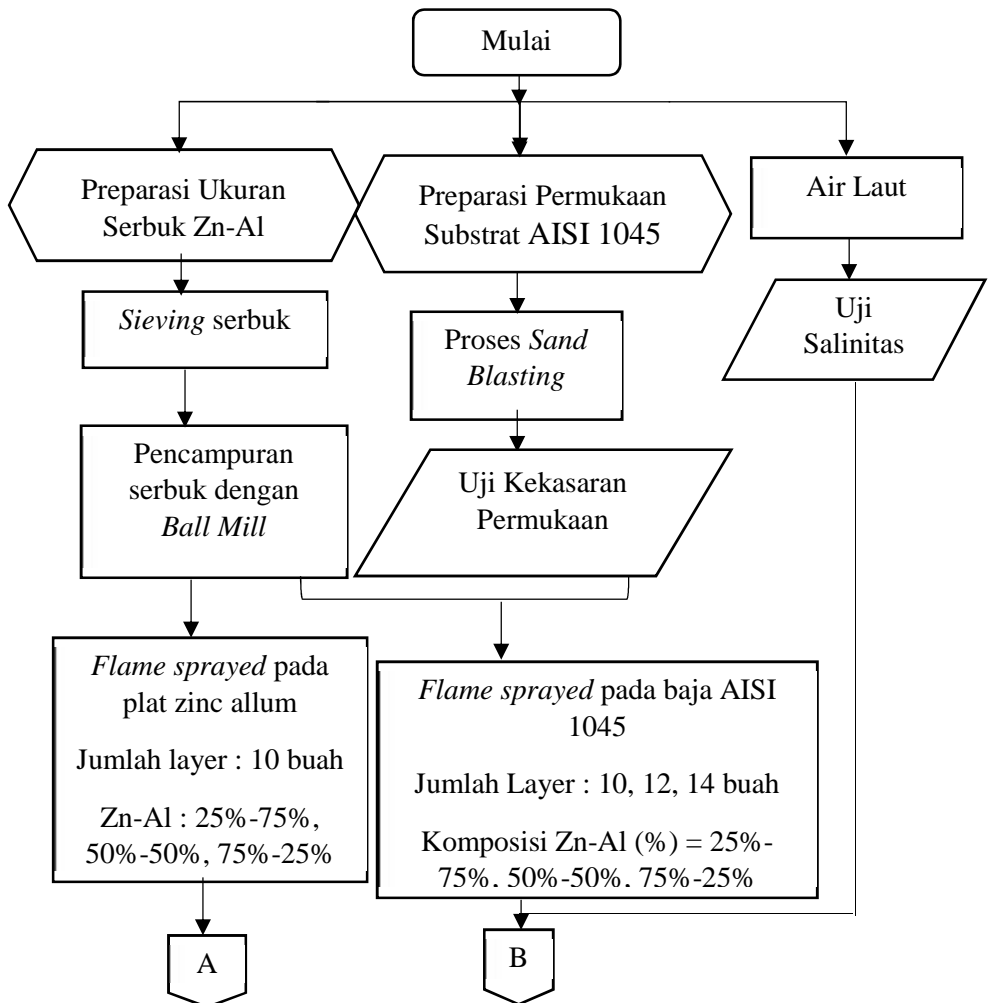 Mulai
Preparasi Ukuran
Serbuk Zn-Al
Preparasi Permukaan
Substrat AISI 1045
Air Laut
Sieving serbuk
Proses Sand
Blasting
Uji
Salinitas
Pencampuran
serbuk dengan
Ball Mill
Uji Kekasaran
Permukaan
Flame sprayed pada
plat zinc allum
Jumlah layer : 10 buah
Zn-Al : 25%-75%,
50%-50%, 75%-25%
Flame sprayed pada baja AISI
1045
Jumlah Layer : 10, 12, 14 buah
Komposisi Zn-Al (%) = 25%-
75%, 50%-50%, 75%-25%
A
B